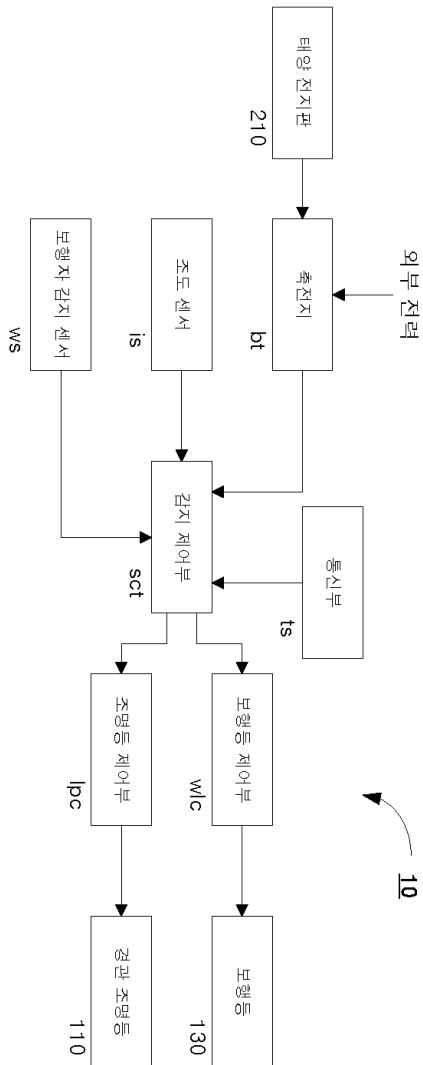 10
외부 전력
태양 전지판
210
축전지
bt
통신부
ts
조도 센서
is
감지 제어부
sct
보행등 제어부
wlc
보행등
130
보행자 감지 센서
ws
조명등 제어부
lpc
경관 조명등
110